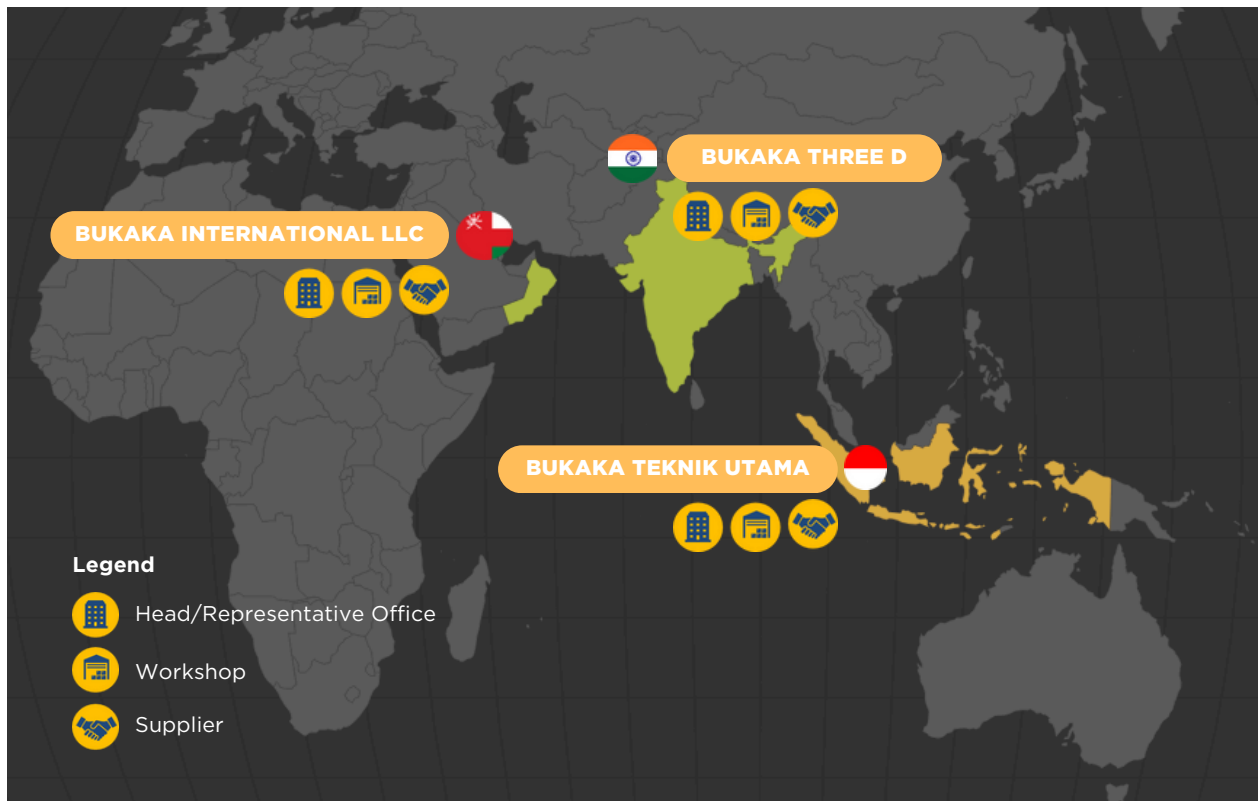 BUKAKA THREE D
BUKAKA INTERNATIONAL LLC
BUKAKA TEKNIK UTAMA
Legend
Head/Representative Office
Workshop
Supplier